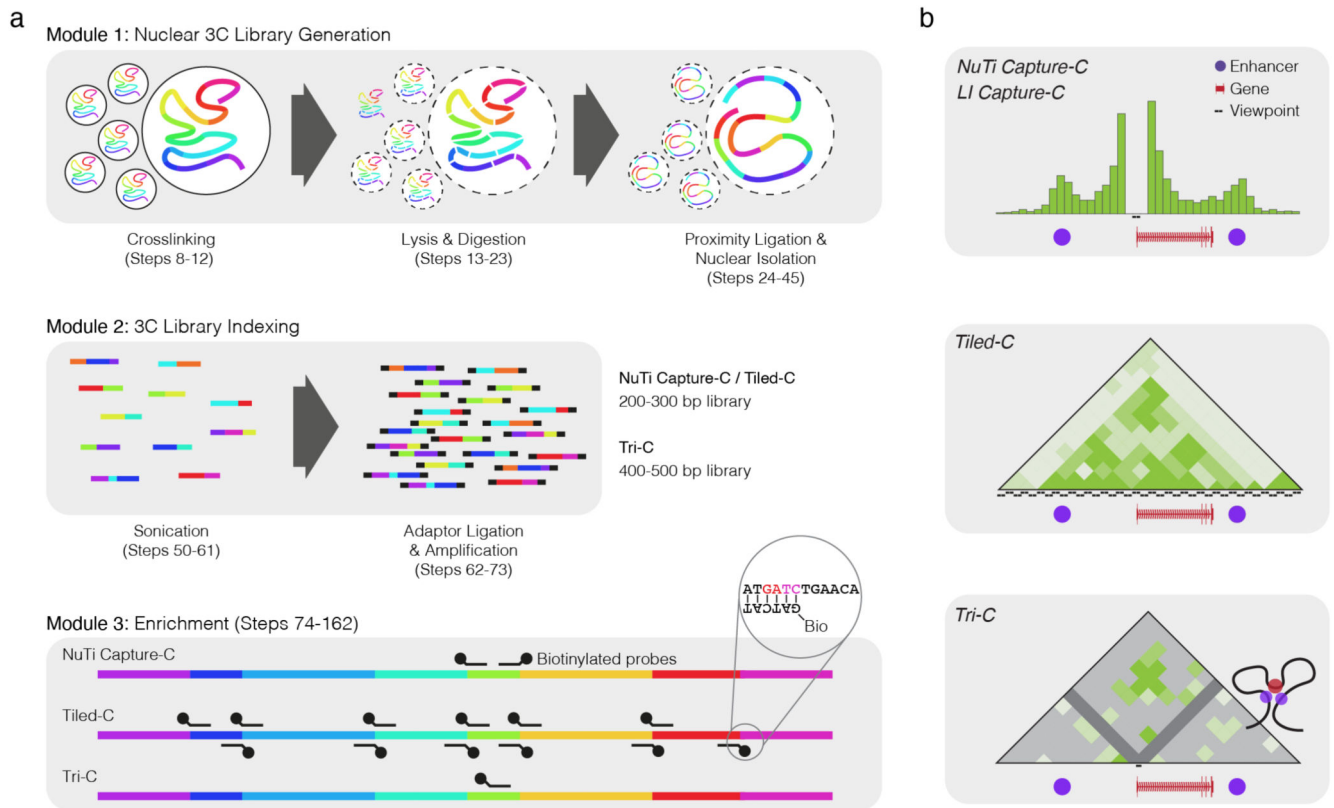 a
Module 1: Nuclear 3C Library Generation
Crosslinking
(Steps 8-12)
Lysis & Digestion
(Steps 13-23)
Proximity Ligation &
Nuclear Isolation
(Steps 24-45)
Module 2: 3C Library Indexing
NuTi Capture-C / Tiled-C
200-300 bp library
Tri-C
400-500 bp library
Sonication
(Steps 50-61)
Adaptor Ligation
& Amplification
(Steps 62-73)
Module 3: Enrichment (Steps 74-162)
ATGATCTGAACA
TATCATGATC
Bio
NuTi Capture-C
Biotinylated probes
Tiled-C
Tri-C
b
NuTi Capture-C
LI Capture-C
Enhancer
Gene
Viewpoint
Tiled-C
Tri-C